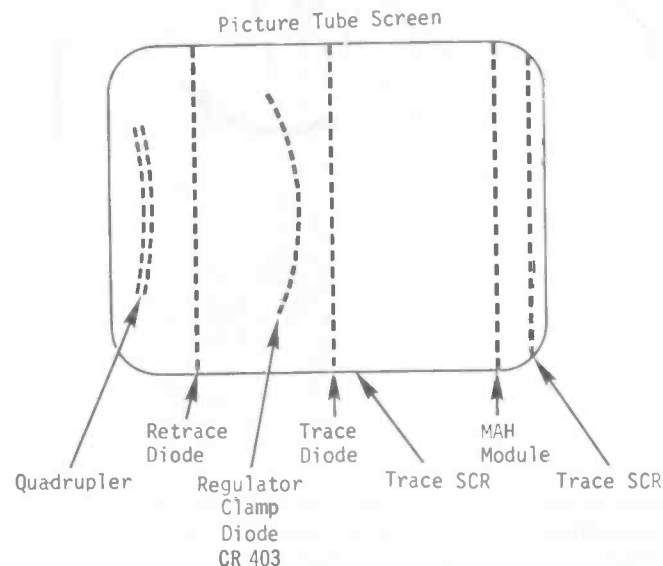 Picture Tube Screen
Retrace
Diode
Trace
Diode
MAH
Module
Quadrupler
Regulator
Clamp
Diode
CR 403
Trace SCR
Trace SCR